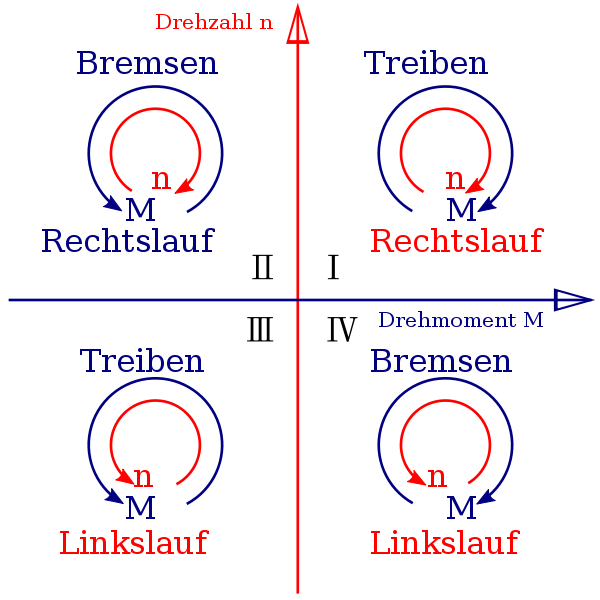 Drehzahl n
Bremsen
Treiben
n
M
Rechtslauf
n
M
Rechtslauf
II
I
III
IV
Drehmoment M
Treiben
Bremsen
n
M
Linkslauf
n
M
Linkslauf